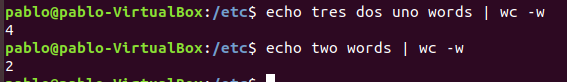 pablo@pablo-VirtualBox:/etc$ echo tres dos uno words | wc -w
4
pablo@pablo-VirtualBox:/etc$ echo two words | wc -w
2
pablo@pablo-VirtualBox:/etc$